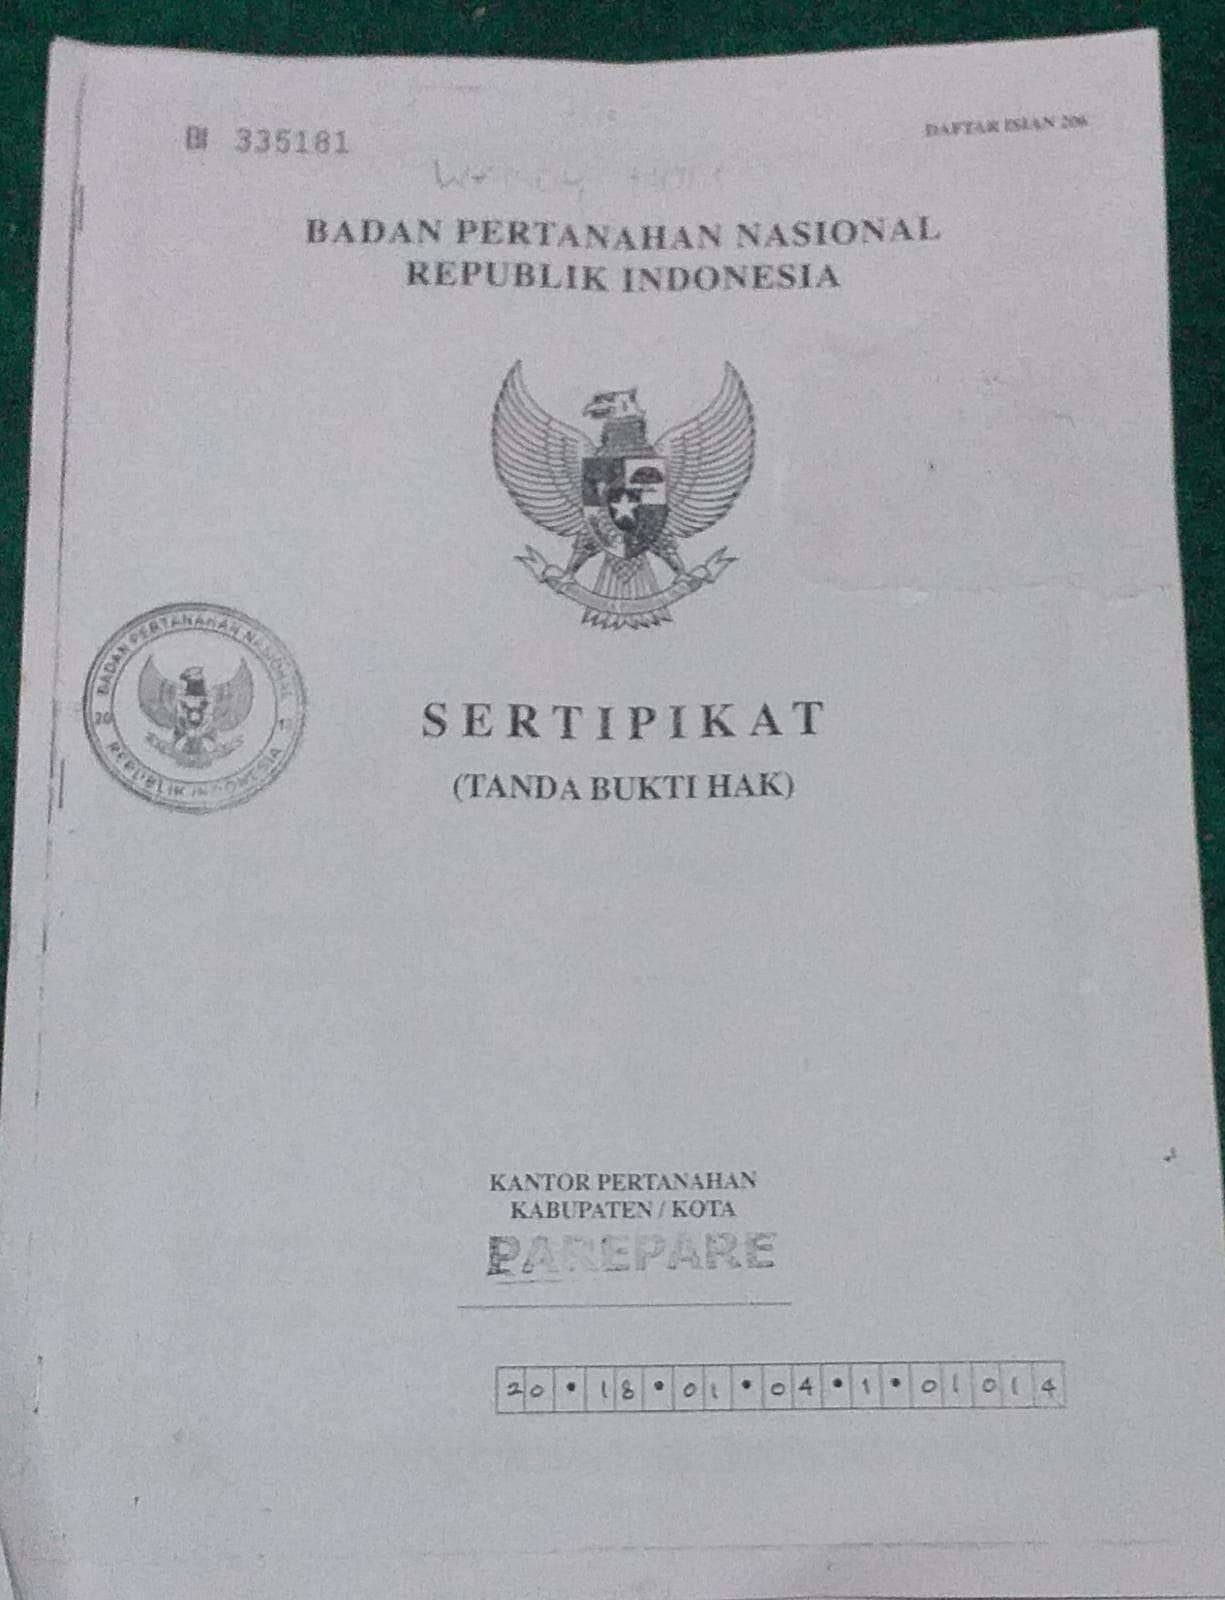 BI 335181
DAFTAR ISIAN 206
BADAN PERTANAHAN NASIONAL
REPUBLIK INDONESIA
BADAN PERTANAHAN NASIONAL
REPUBLIK INDONESIA
SERTIPIKAT
(TANDA BUKTI HAK)
KANTOR PERTANAHAN
KABUPATEN / KOTA
PAREPARE
20 • 18 • 01 • 04 • 1 • 01014